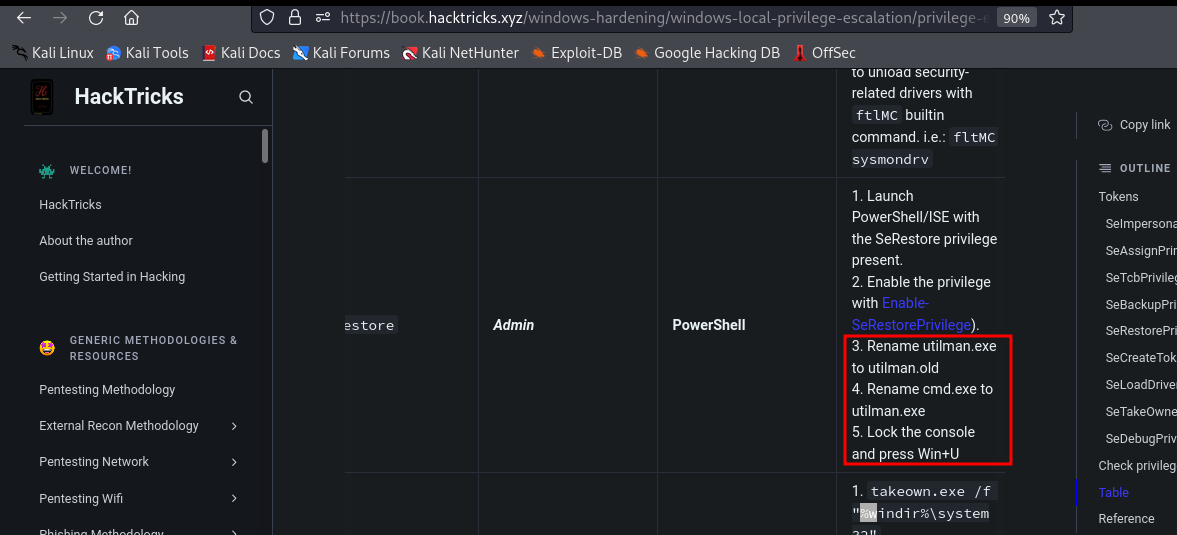 https://book.hacktricks.xyz/windows-hardening/windows-local-privilege-escalation/privilege-e
90%
Kali Linux
Kali Tools
Kali Docs
Kali Forums
Kali NetHunter
Exploit-DB
Google Hacking DB
OffSec
HackTricks
WELCOME!
HackTricks
About the author
Getting Started in Hacking
GENERIC METHODOLOGIES &
RESOURCES
Pentesting Methodology
External Recon Methodology
Pentesting Network
Pentesting Wifi
Phishing Methodology
estore
Admin
PowerShell
to unload security-
related drivers with
ftlMC builtin
command. i.e.: fltMC
sysmondrv
1. Launch
PowerShell/ISE with
the SeRestore privilege
present.
2. Enable the privilege
with Enable-
SeRestorePrivilege).
3. Rename utilman.exe
to utilman.old
4. Rename cmd.exe to
utilman.exe
5. Lock the console
and press Win+U
1. takeown.exe /f
"%windir%\system
32"
Copy link
OUTLINE
Tokens
SeImpersona
SeAssignPri
SeTcbPrivile
SeBackupPri
SeRestorePri
SeCreateTok
SeLoadDrive
SeTakeOwne
SeDebugPriv
Check privileg
Table
Reference